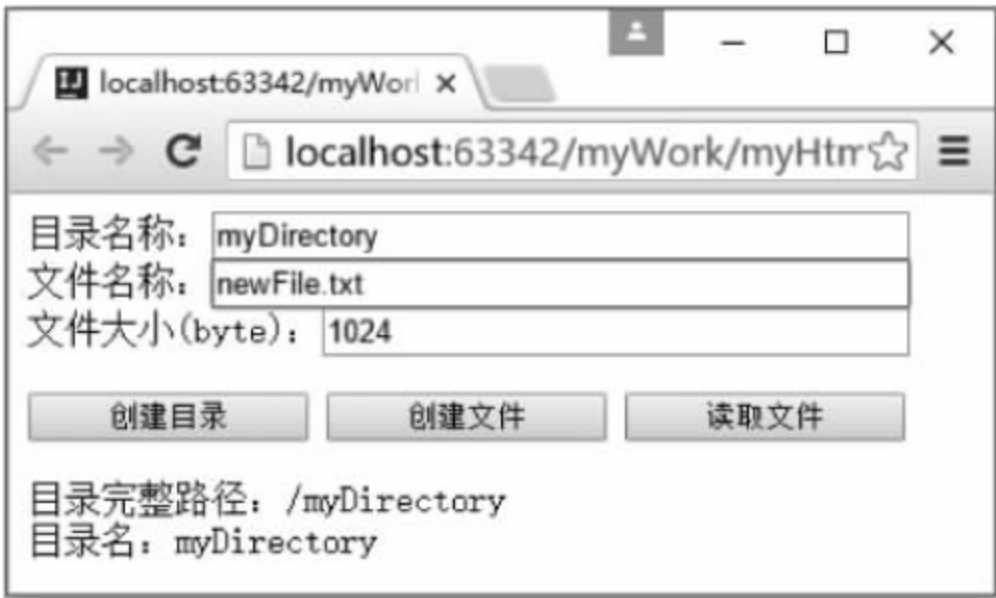 localhost:63342/myWor
localhost:63342/myWork/myHtm
目录名称：myDirectory
文件名称：newFile.txt
文件大小(byte)：1024
创建目录 创建文件 读取文件
目录完整路径：/myDirectory
目录名：myDirectory